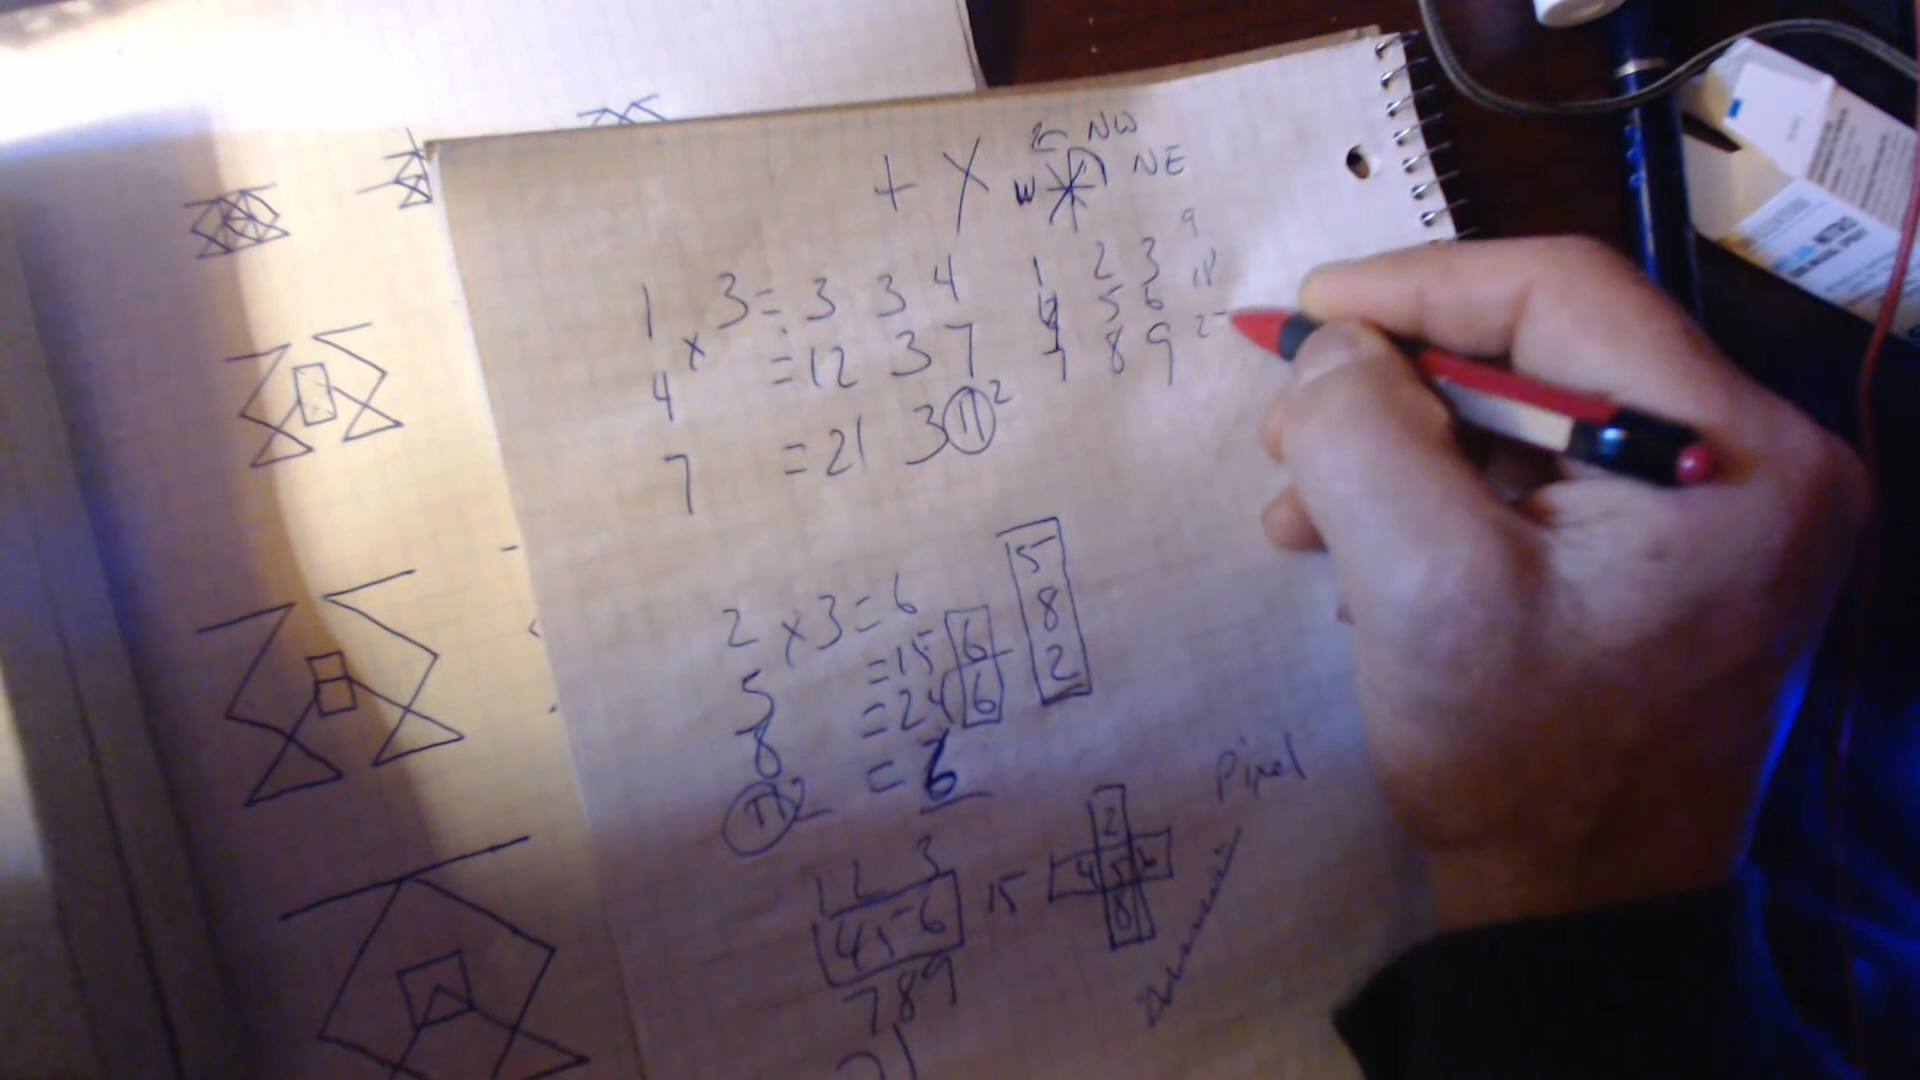 + X W NW
NE
1 × 3 = 3 3 4
4 = 12 3 7
7 = 21 3 11 2
1 2 3 9
4 5 6 18
7 8 9 2
2 × 3 = 6
5 = 15 6
8 = 24 6
11 2 = 6
5
8
2
Pixel
1 2 3
4 5 6 15
7 8 9
2
4 5 6
8
NITRO